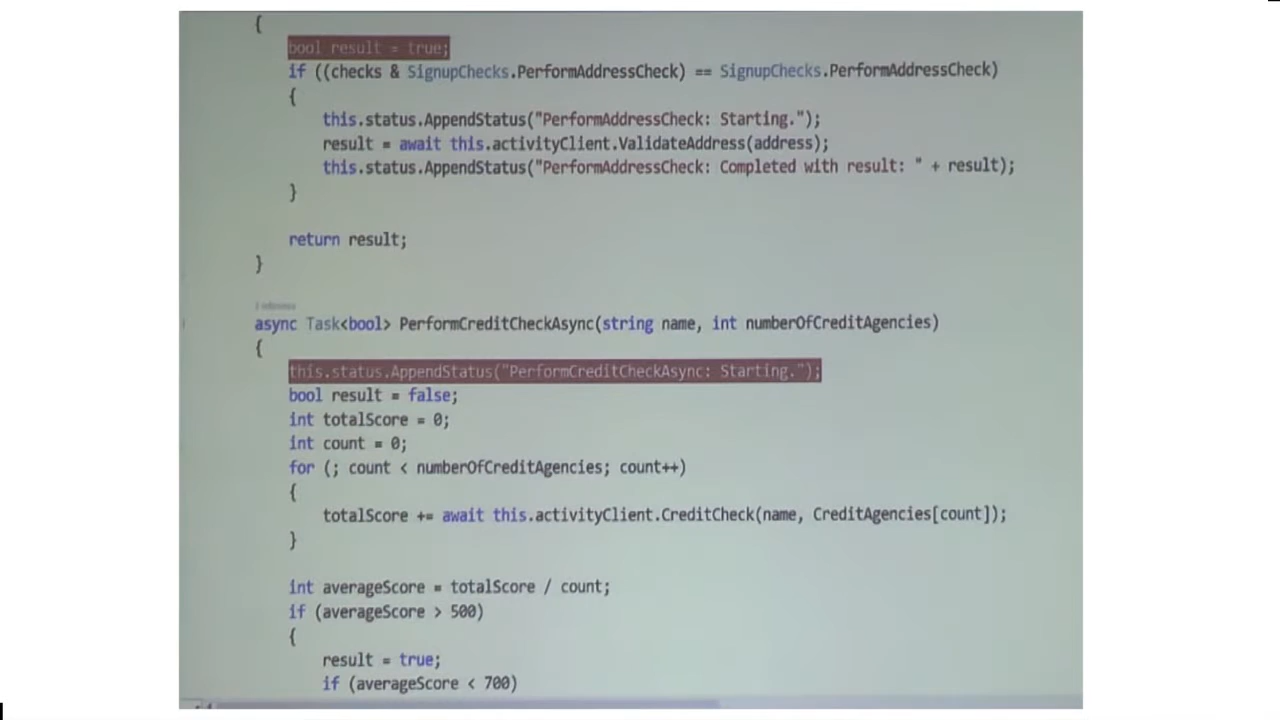 {
bool result = true;
if ((checks & SignupChecks.PerformAddressCheck) == SignupChecks.PerformAddressCheck)
{
this.status.AppendStatus("PerformAddressCheck: Starting.");
result = await this.activityClient.ValidateAddress(address);
this.status.AppendStatus("PerformAddressCheck: Completed with result: " + result);
}
return result;
}
async Task<bool> PerformCreditCheckAsync(string name, int numberOfCreditAgencies)
{
this.status.AppendStatus("PerformCreditCheckAsync: Starting.");
bool result = false;
int totalScore = 0;
int count = 0;
for (; count < numberOfCreditAgencies; count++)
{
totalScore += await this.activityClient.CreditCheck(name, CreditAgencies[count]);
}
int averageScore = totalScore / count;
if (averageScore > 500)
{
result = true;
if (averageScore < 700)